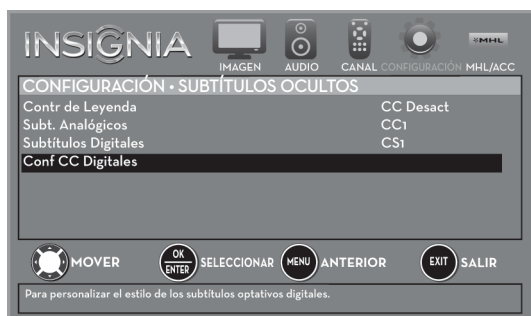 INSIGNIA
IMAGEN AUDIO CANAL CONFIGURACIÓN MHL/ACC
MHL
CONFIGURACIÓN • SUBTÍTULOS OCULTOS
Contr de Leyenda CC Desact
Subt. Analógicos CC1
Subtítulos Digitales CS1
Conf CC Digitales
MOVER OK ENTER SELECCIONAR MENU ANTERIOR EXIT SALIR
Para personalizar el estilo de los subtítulos optativos digitales.